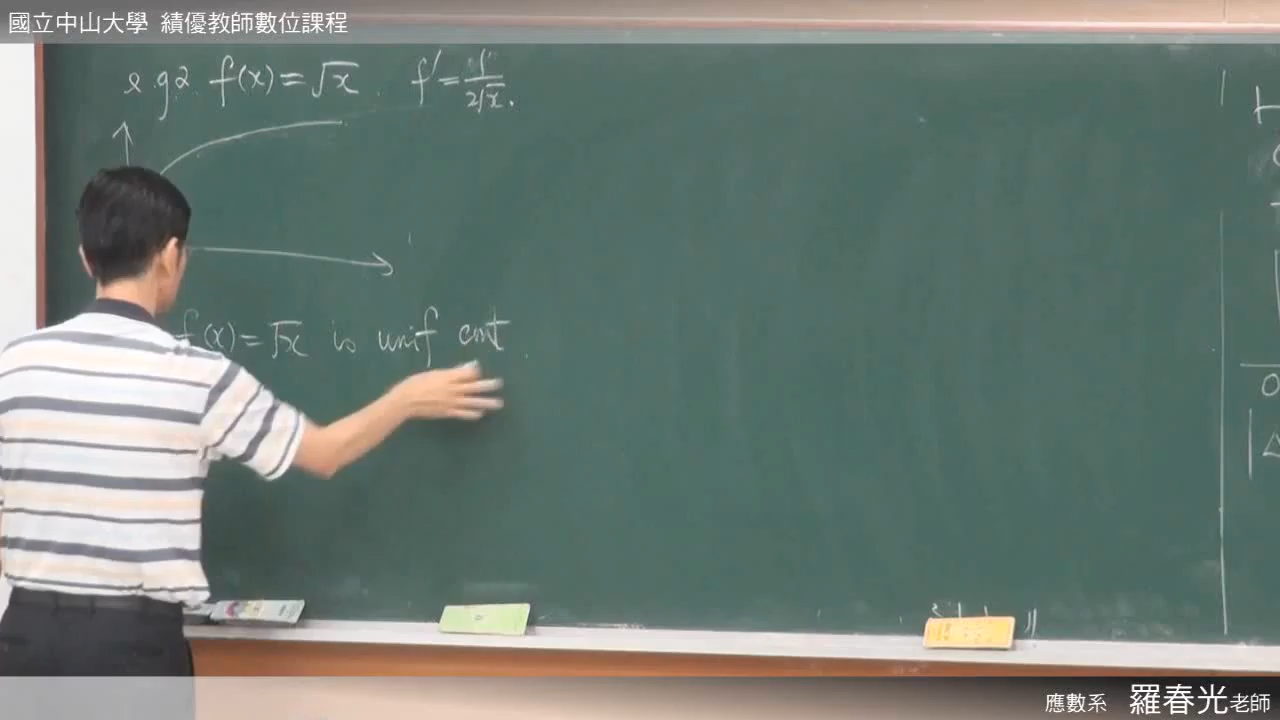 國立中山大學 績優教師數位課程
e.g2. f(x)=√x. f'=1/2√x.
f(x)=√x is unif cont.
應數系 羅春光老師